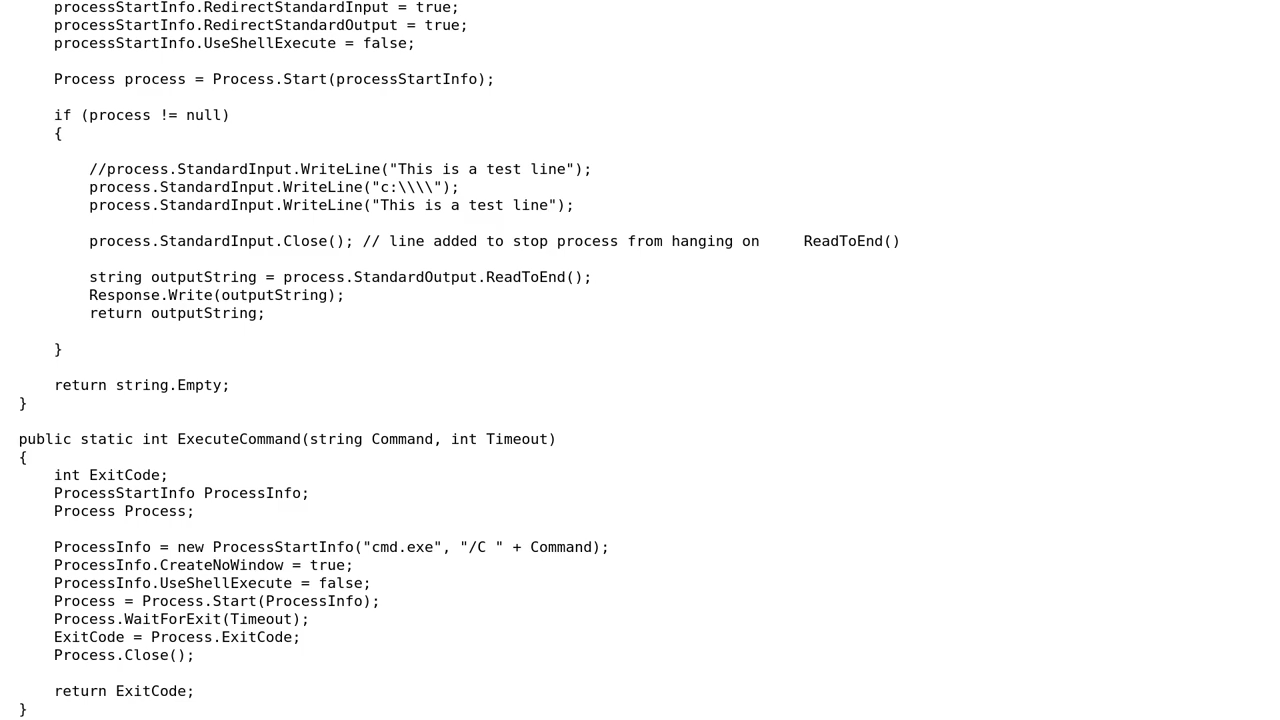 processStartInfo.RedirectStandardInput = true;
processStartInfo.RedirectStandardOutput = true;
processStartInfo.UseShellExecute = false;
Process process = Process.Start(processStartInfo);
if (process != null)
{
//process.StandardInput.WriteLine("This is a test line");
process.StandardInput.WriteLine("c:\\\\");
process.StandardInput.WriteLine("This is a test line");
process.StandardInput.Close(); // line added to stop process from hanging on     ReadToEnd()
string outputString = process.StandardOutput.ReadToEnd();
Response.Write(outputString);
return outputString;
}
return string.Empty;
}
public static int ExecuteCommand(string Command, int Timeout)
{
int ExitCode;
ProcessStartInfo ProcessInfo;
Process Process;
ProcessInfo = new ProcessStartInfo("cmd.exe", "/C " + Command);
ProcessInfo.CreateNoWindow = true;
ProcessInfo.UseShellExecute = false;
Process = Process.Start(ProcessInfo);
Process.WaitForExit(Timeout);
ExitCode = Process.ExitCode;
Process.Close();
return ExitCode;
}